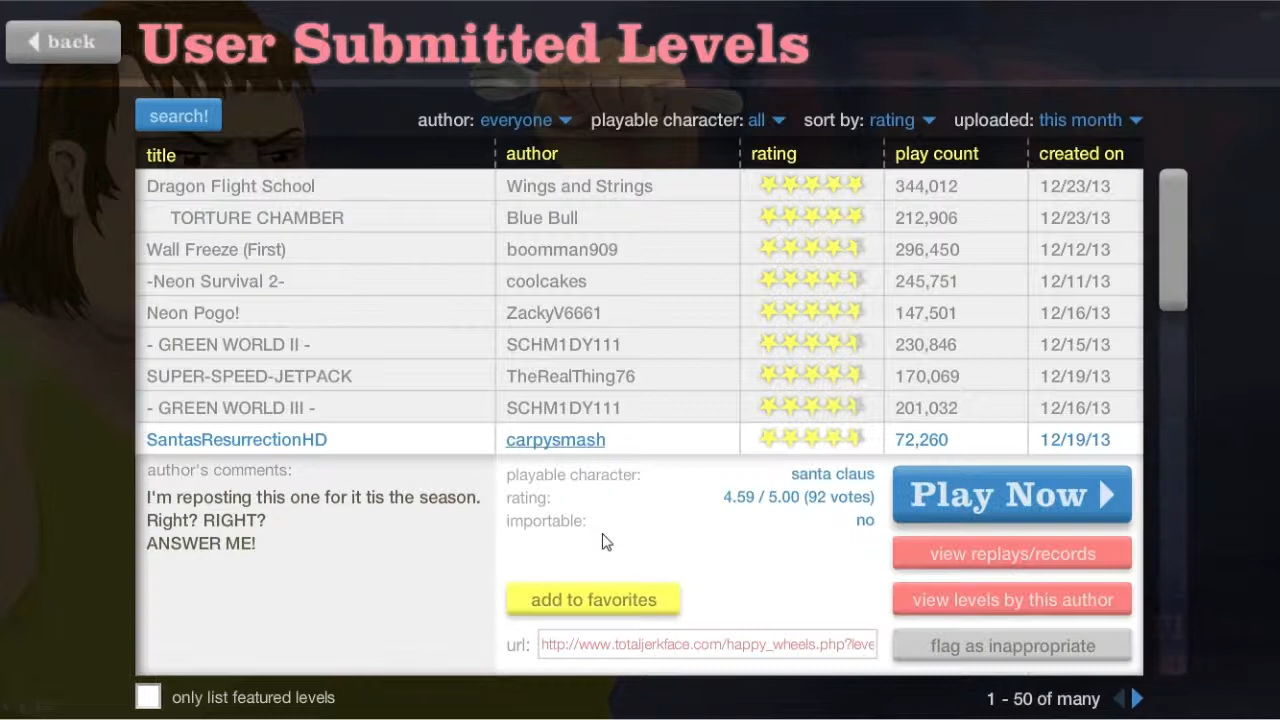 back
User Submitted Levels
search!
author: everyone playable character: all sort by: rating uploaded: this month
title author rating play count created on
Dragon Flight School Wings and Strings 344,012 12/23/13
TORTURE CHAMBER Blue Bull 212,906 12/23/13
Wall Freeze (First) boomman909 296,450 12/12/13
-Neon Survival 2- coolcakes 245,751 12/11/13
Neon Pogo! ZackyV6661 147,501 12/16/13
- GREEN WORLD II - SCHM1DY111 230,846 12/15/13
SUPER-SPEED-JETPACK TheRealThing76 170,069 12/19/13
- GREEN WORLD III - SCHM1DY111 201,032 12/16/13
SantasResurrectionHD carpysmash 72,260 12/19/13
author's comments:
I'm reposting this one for it tis the season.
Right? RIGHT?
ANSWER ME!
playable character: santa claus
rating: 4.59 / 5.00 (92 votes)
importable: no
add to favorites
url: http://www.totaljerkface.com/happy_wheels.php?leve
Play Now
view replays/records
view levels by this author
flag as inappropriate
only list featured levels
1 - 50 of many